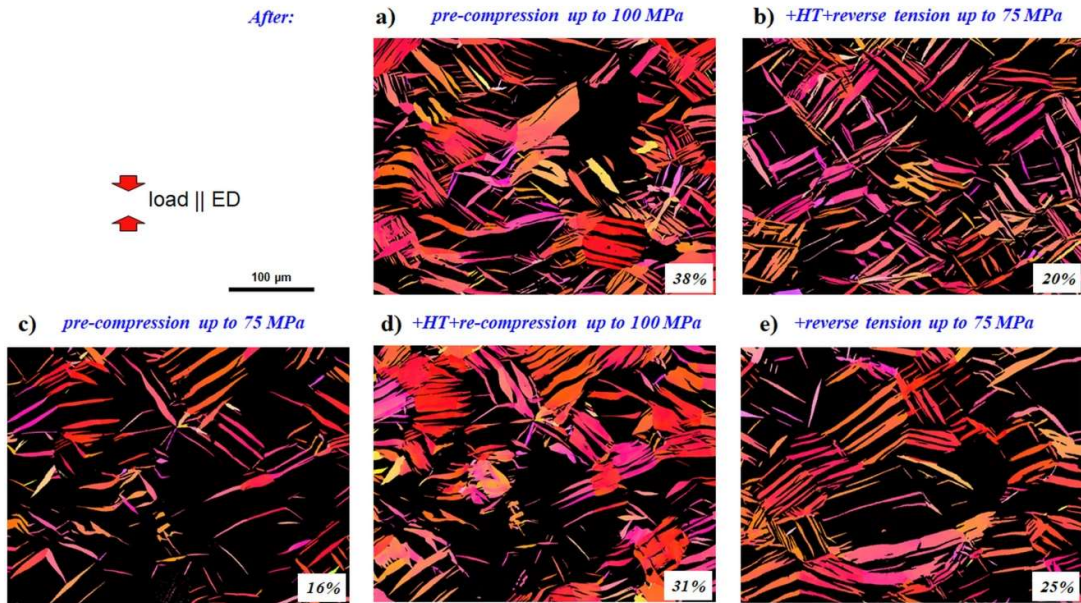 After:
a) pre-compression up to 100 MPa
b) +HT+reverse tension up to 75 MPa
load || ED
100 µm
38%
20%
c) pre-compression up to 75 MPa
d) +HT+re-compression up to 100 MPa
e) +reverse tension up to 75 MPa
16%
31%
25%